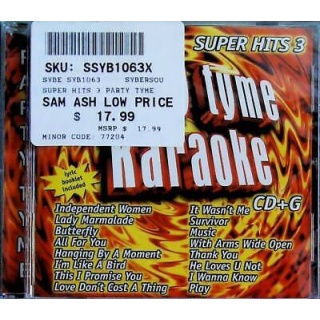 SUPER HITS 3
SKU: SSYB1063X
SYBE SYB1063 SYBERSOU
SUPER HITS 3 PARTY TYME
SAM ASH LOW PRICE
$ 17.99
MSRP $ 17.99
MINOR CODE: 77204
tyme
Karaoke
CD+G
lyric
booklet
included
Independent Women
Lady Marmalade
Butterfly
All For You
Hanging By A Moment
I'm Like A Bird
This I Promise You
Love Don't Cost A Thing
It Wasn't Me
Survivor
Music
With Arms Wide Open
Thank You
He Loves U Not
I Wanna Know
Play